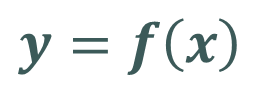 y = f(x)